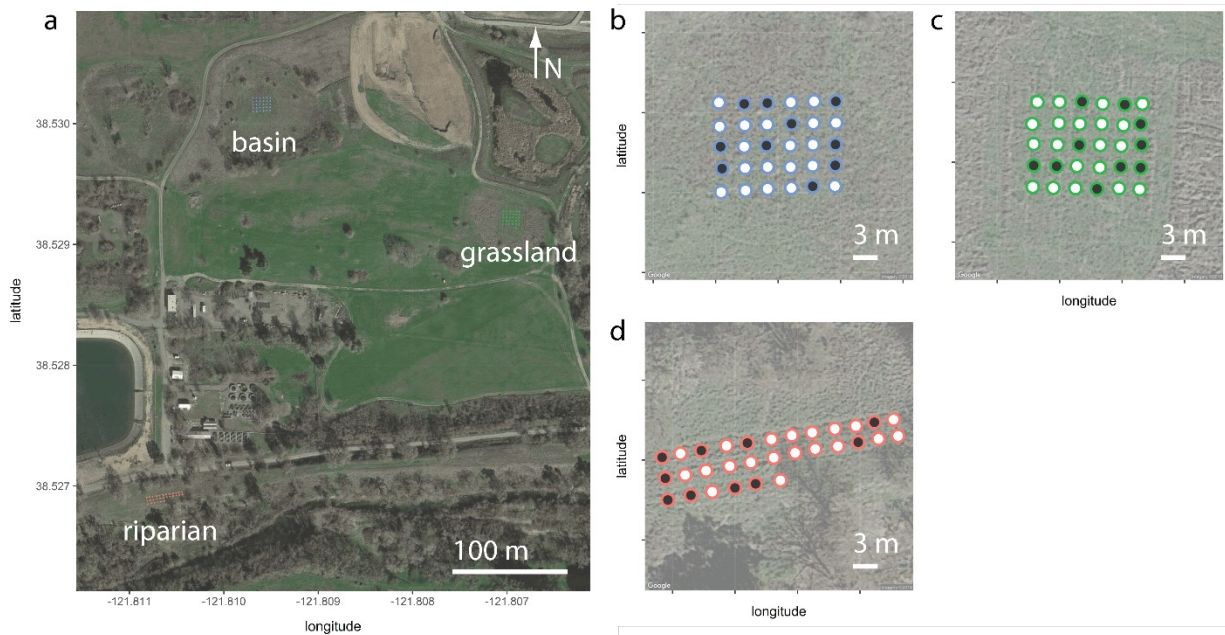 a
N
basin
grassland
riparian
100 m
38.530
38.529
38.528
38.527
latitude
-121.811
-121.810
-121.809
-121.808
-121.807
longitude
b
latitude
3 m
Google
c
3 m
Google
longitude
d
latitude
3 m
Google
longitude